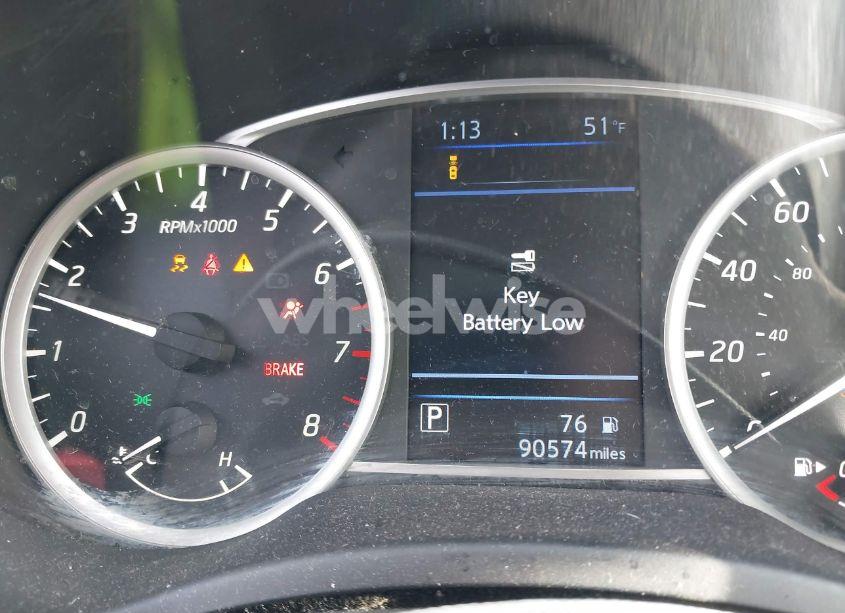 1:13 51°F
Key
Battery Low
P 76
90574 miles
0 1 2 3 4 5 6 7 8
RPMx1000
BRAKE
C H
20 40 60
40 80
0
wheelwise